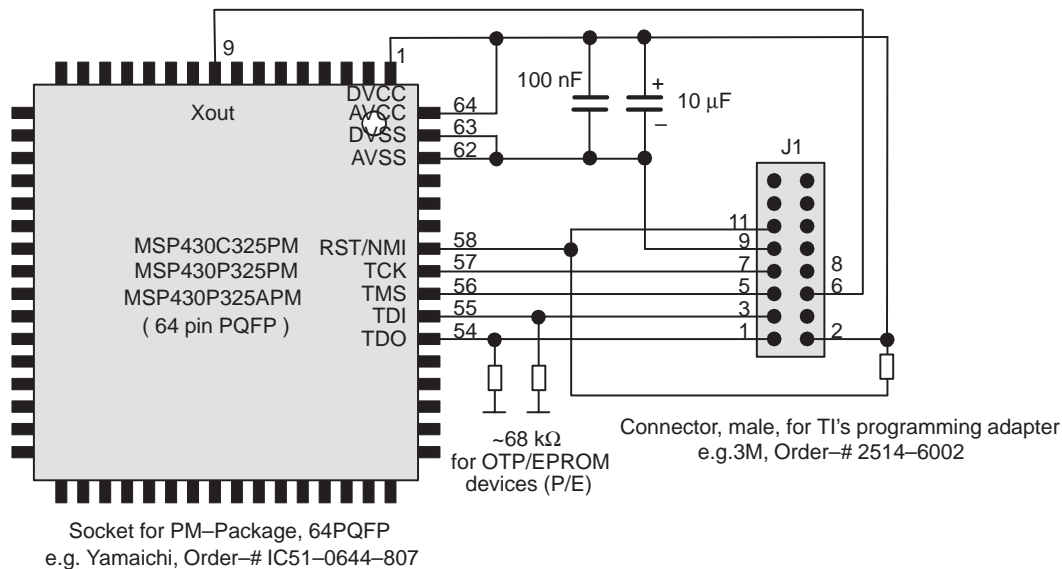 9
1
DVCC
Xout
AVCC
64
DVSS
63
AVSS
62
100 nF
+
10 μF
–
J1
11
MSP430C325PM
RST/NMI
58
9
MSP430P325PM
TCK
57
7
8
MSP430P325APM
TMS
56
5
6
( 64 pin PQFP )
TDI
55
3
TDO
54
1
2
~68 kΩ
for OTP/EPROM
devices (P/E)
Connector, male, for TI's programming adapter
e.g.3M, Order–# 2514–6002
Socket for PM–Package, 64PQFP
e.g. Yamaichi, Order–# IC51–0644–807